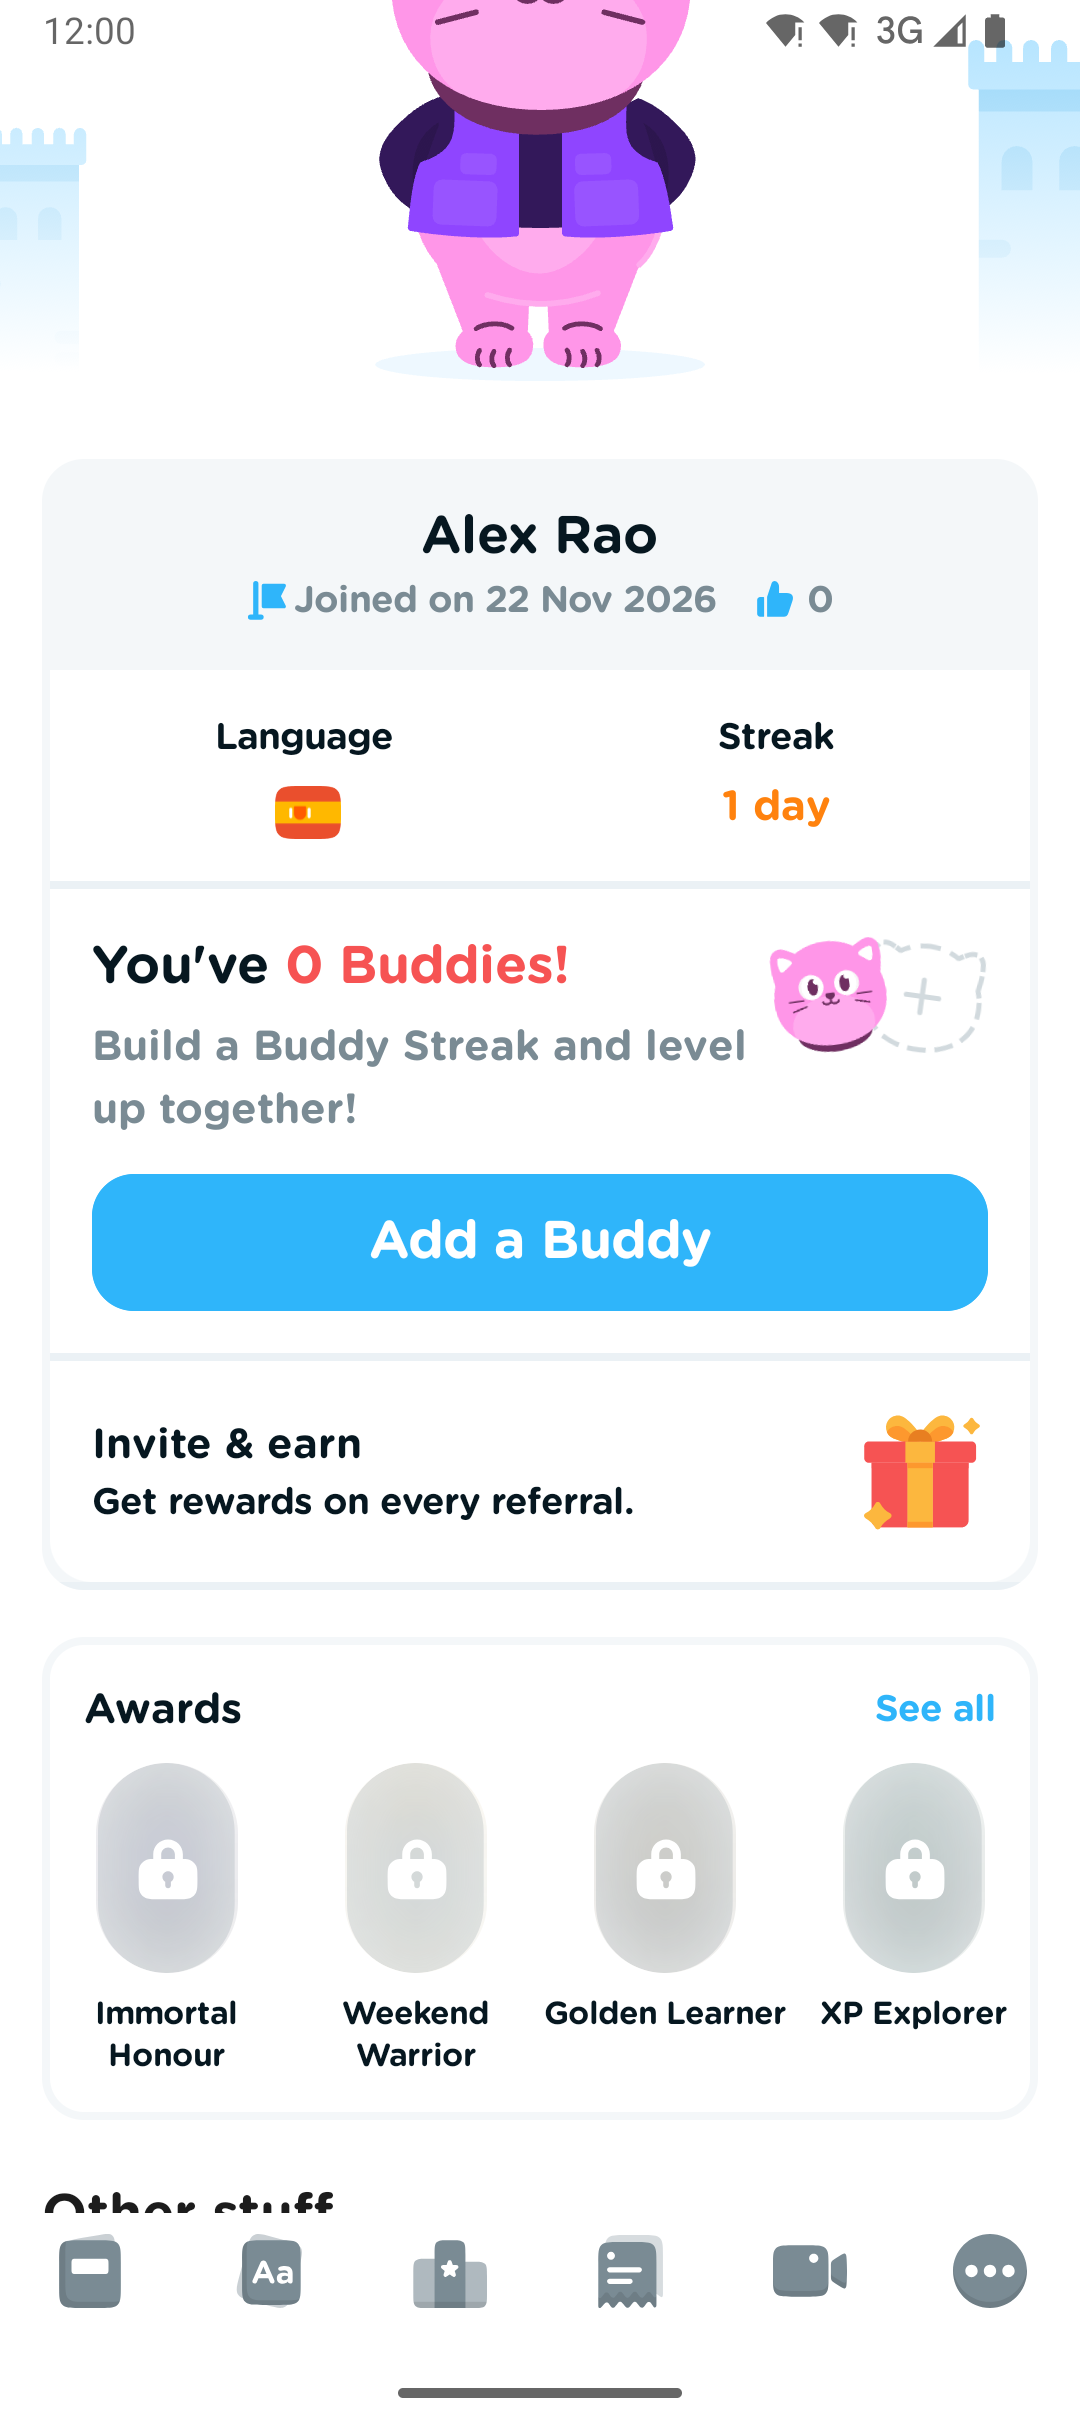 12:00
3G
Alex Rao
Joined on 22 Nov 2026
0
Language
Streak
1 day
You've 0 Buddies!
Build a Buddy Streak and level
up together!
Add a Buddy
Invite & earn
Get rewards on every referral.
Awards
See all
Immortal
Honour
Weekend
Warrior
Golden Learner
XP Explorer
Other stuff
Aa